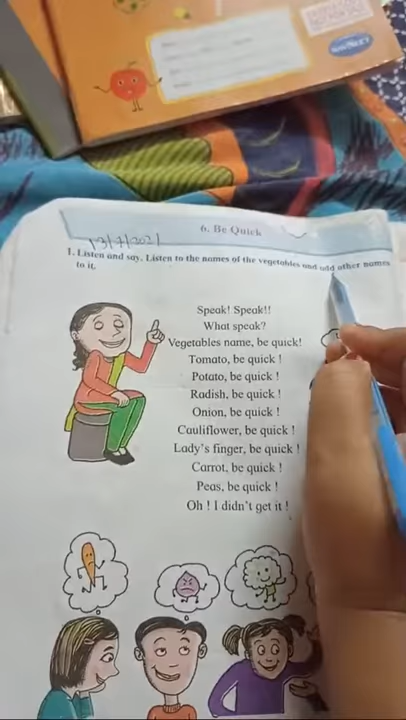 NAVNEET
6. Be Quick
13/7/2021
1. Listen and say. Listen to the names of the vegetables and add other names
to it.
Speak! Speak!!
What speak?
Vegetables name, be quick!
Tomato, be quick !
Potato, be quick !
Radish, be quick !
Onion, be quick !
Cauliflower, be quick !
Lady's finger, be quick !
Carrot, be quick !
Peas, be quick !
Oh ! I didn't get it !